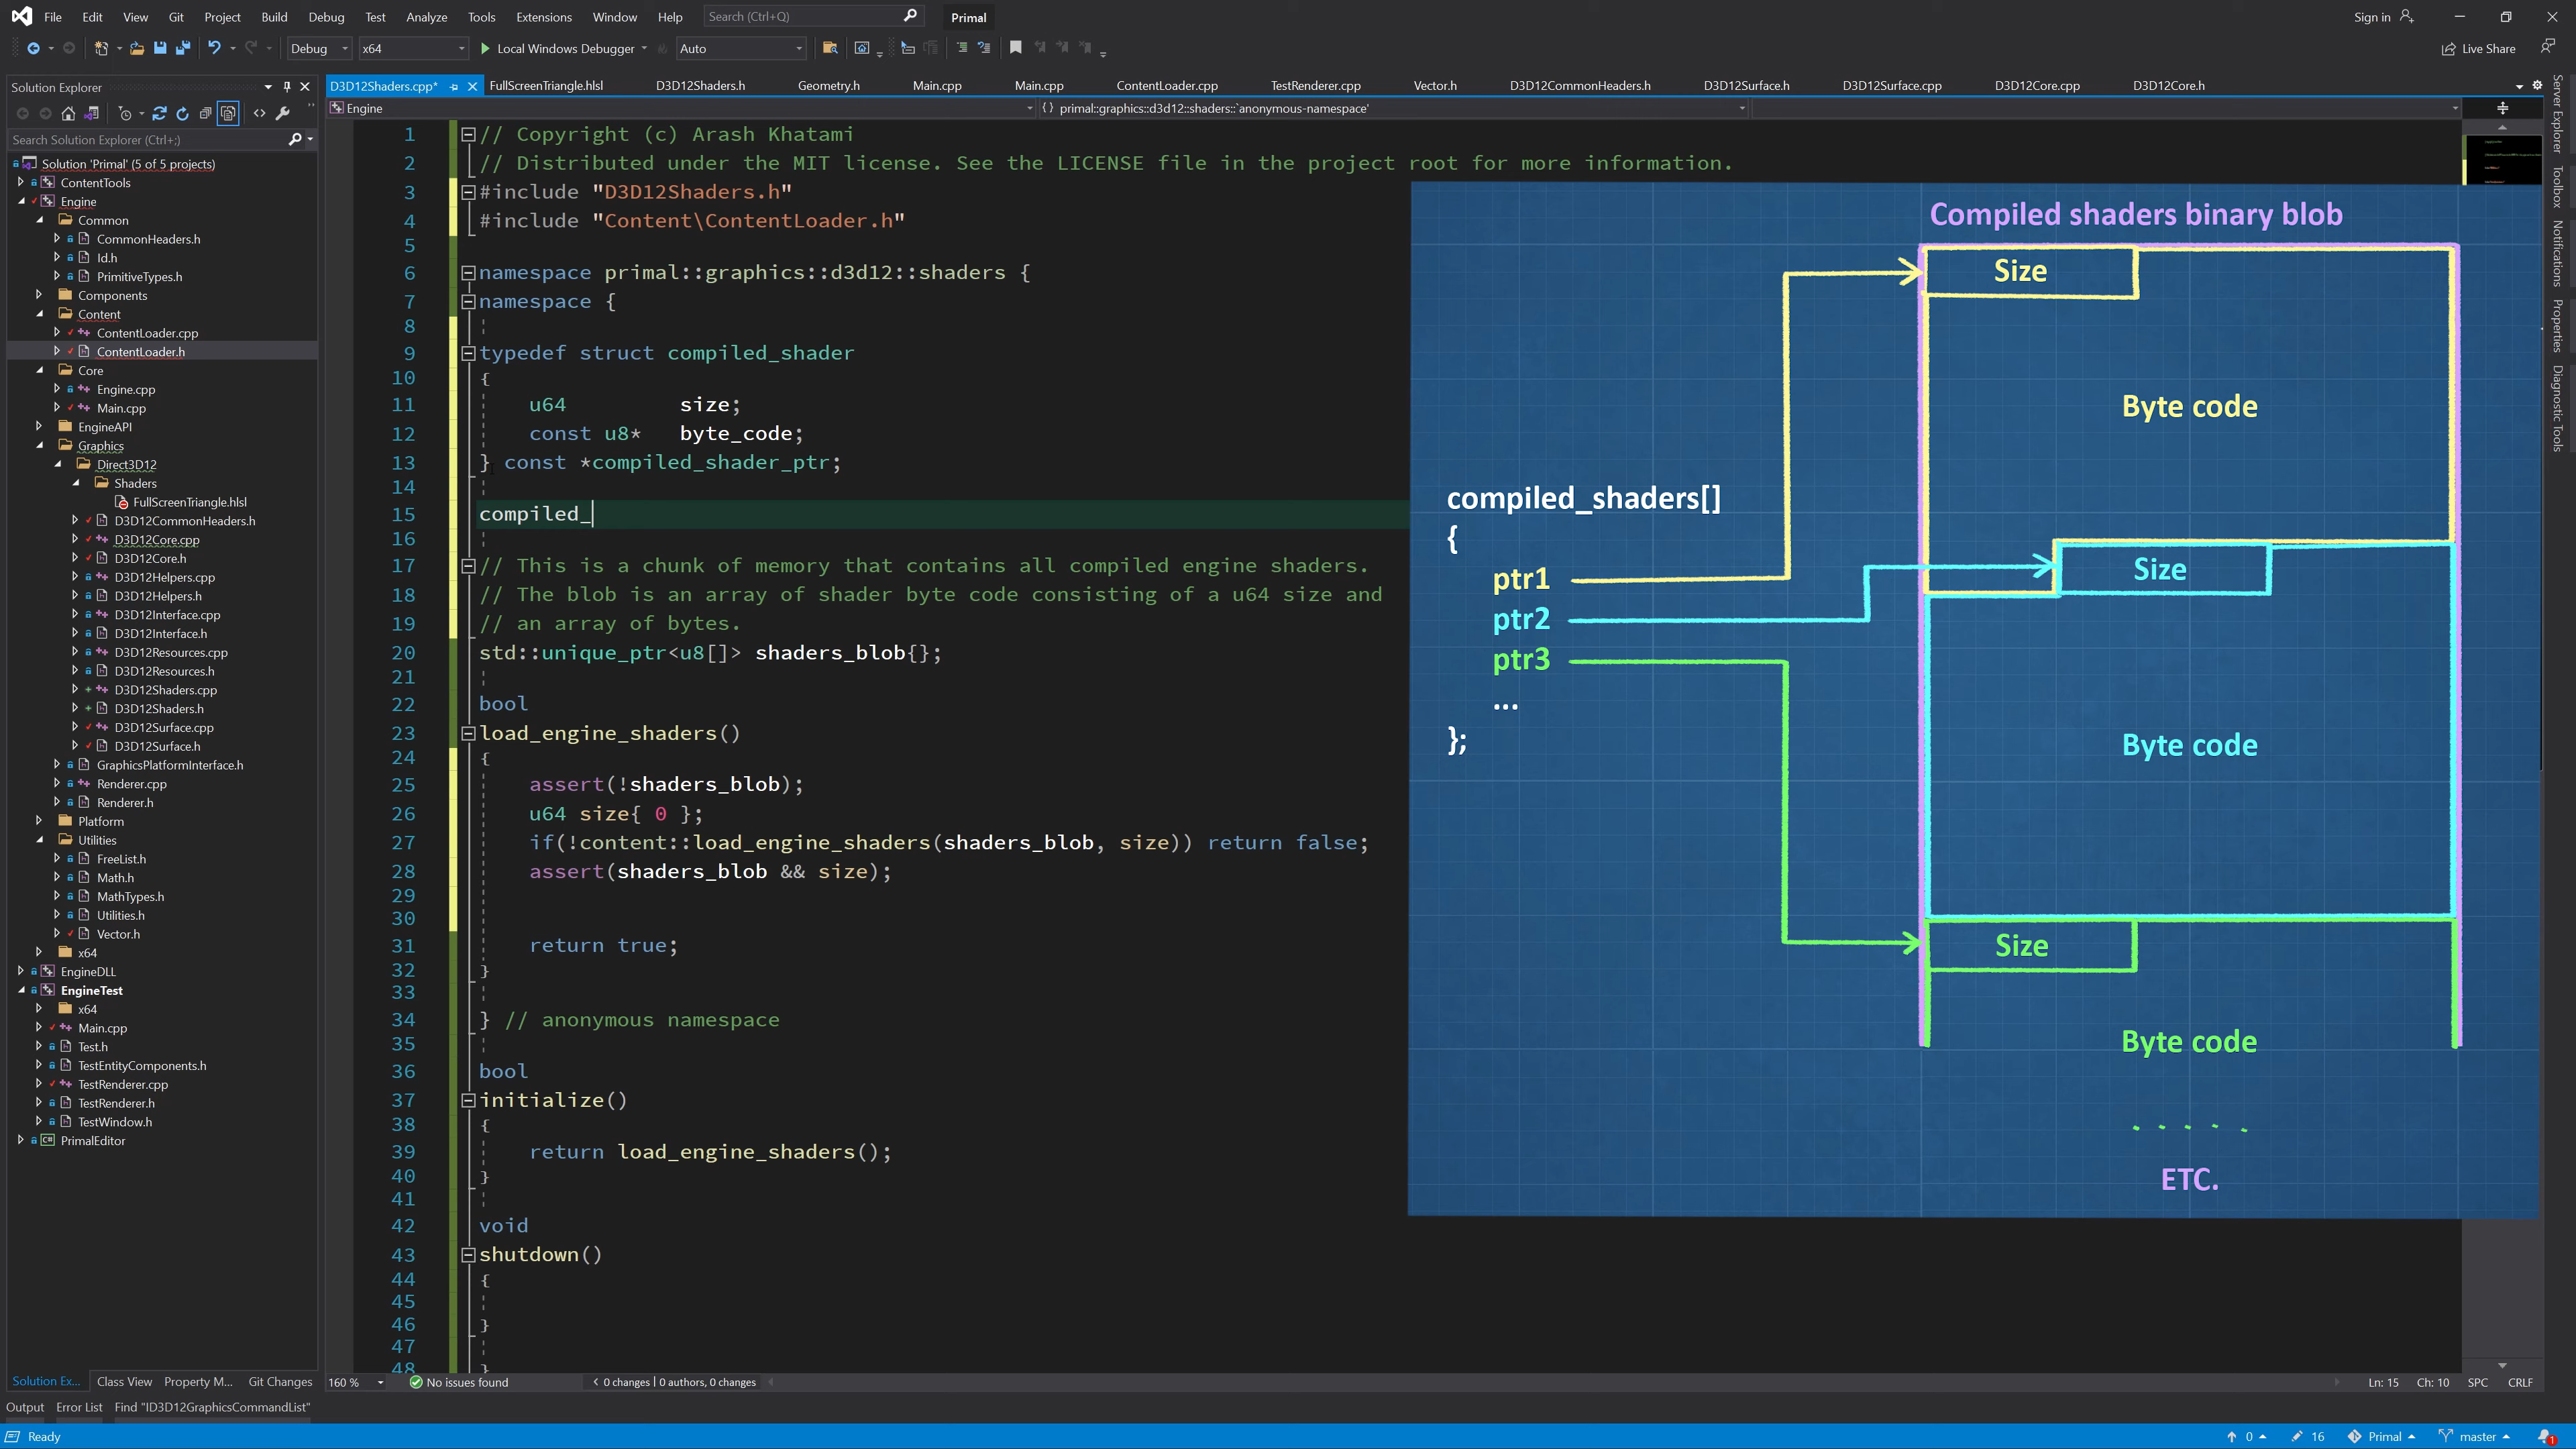 File Edit View Git Project Build Debug Test Analyze Tools Extensions Window Help Search (Ctrl+Q) Primal Sign in
Debug x64 Local Windows Debugger Auto Live Share
Solution Explorer
Search Solution Explorer (Ctrl+;)
Solution 'Primal' (5 of 5 projects)
ContentTools
Engine
Common
CommonHeaders.h
Id.h
PrimitiveTypes.h
Components
Content
ContentLoader.cpp
ContentLoader.h
Core
Engine.cpp
Main.cpp
EngineAPI
Graphics
Direct3D12
Shaders
FullScreenTriangle.hlsl
D3D12CommonHeaders.h
D3D12Core.cpp
D3D12Core.h
D3D12Helpers.cpp
D3D12Helpers.h
D3D12Interface.cpp
D3D12Interface.h
D3D12Resources.cpp
D3D12Resources.h
D3D12Shaders.cpp
D3D12Shaders.h
D3D12Surface.cpp
D3D12Surface.h
GraphicsPlatformInterface.h
Renderer.cpp
Renderer.h
Platform
Utilities
FreeList.h
Math.h
MathTypes.h
Utilities.h
Vector.h
x64
EngineDLL
EngineTest
x64
Main.cpp
Test.h
TestEntityComponents.h
TestRenderer.cpp
TestRenderer.h
TestWindow.h
PrimalEditor
Solution Ex... Class View Property M... Git Changes
D3D12Shaders.cpp* FullScreenTriangle.hlsl D3D12Shaders.h Geometry.h Main.cpp Main.cpp ContentLoader.cpp TestRenderer.cpp Vector.h D3D12CommonHeaders.h D3D12Surface.h D3D12Surface.cpp D3D12Core.cpp D3D12Core.h
Engine {} primal::graphics::d3d12::shaders::`anonymous-namespace'
1 // Copyright (c) Arash Khatami
2 // Distributed under the MIT license. See the LICENSE file in the project root for more information.
3 #include "D3D12Shaders.h"
4 #include "Content\ContentLoader.h"
5
6 namespace primal::graphics::d3d12::shaders {
7 namespace {
8
9 typedef struct compiled_shader
10 {
11 u64 size;
12 const u8* byte_code;
13 } const *compiled_shader_ptr;
14
15 compiled_
16
17 // This is a chunk of memory that contains all compiled engine shaders.
18 // The blob is an array of shader byte code consisting of a u64 size and
19 // an array of bytes.
20 std::unique_ptr<u8[]> shaders_blob{};
21
22 bool
23 load_engine_shaders()
24 {
25 assert(!shaders_blob);
26 u64 size{ 0 };
27 if(!content::load_engine_shaders(shaders_blob, size)) return false;
28 assert(shaders_blob && size);
29
30
31 return true;
32 }
33
34 } // anonymous namespace
35
36 bool
37 initialize()
38 {
39 return load_engine_shaders();
40 }
41
42 void
43 shutdown()
44 {
45
46 }
47
48 }
Compiled shaders binary blob
Size
Byte code
compiled_shaders[]
{
ptr1
ptr2
ptr3
...
};
Size
Byte code
Size
Byte code
.....
ETC.
Server Explorer
Toolbox
Notifications
Properties
Diagnostic Tools
160 % No issues found 0 changes | 0 authors, 0 changes Ln: 15 Ch: 10 SPC CRLF
Output Error List Find "ID3D12GraphicsCommandList"
Ready 0 16 Primal master 1